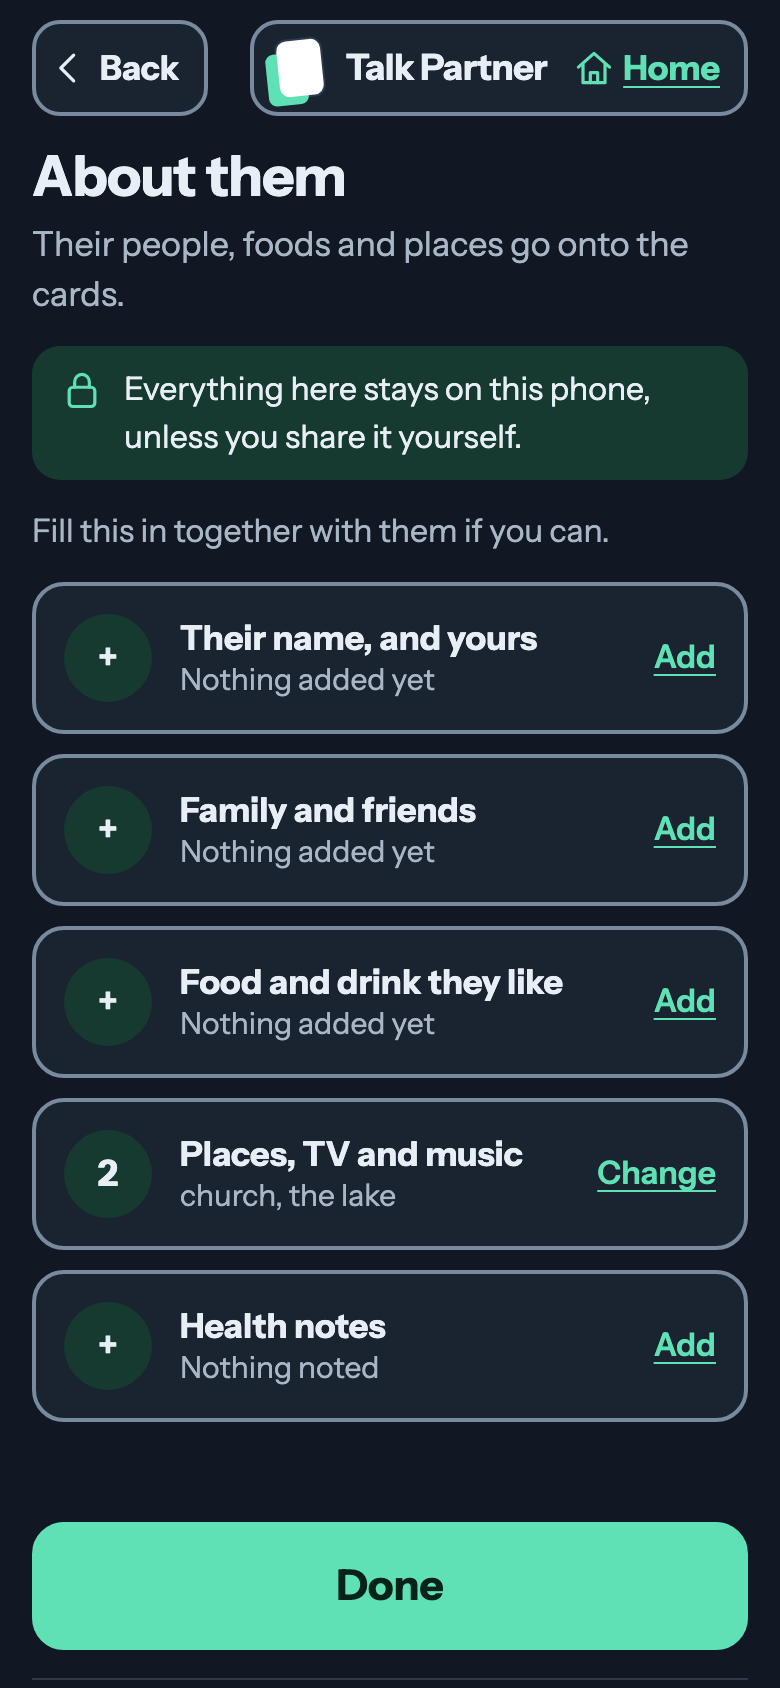 Back
Talk Partner
Home
About them
Their people, foods and places go onto the
cards.
Everything here stays on this phone,
unless you share it yourself.
Fill this in together with them if you can.
+
Their name, and yours
Nothing added yet
Add
+
Family and friends
Nothing added yet
Add
+
Food and drink they like
Nothing added yet
Add
2
Places, TV and music
church, the lake
Change
+
Health notes
Nothing noted
Add
Done